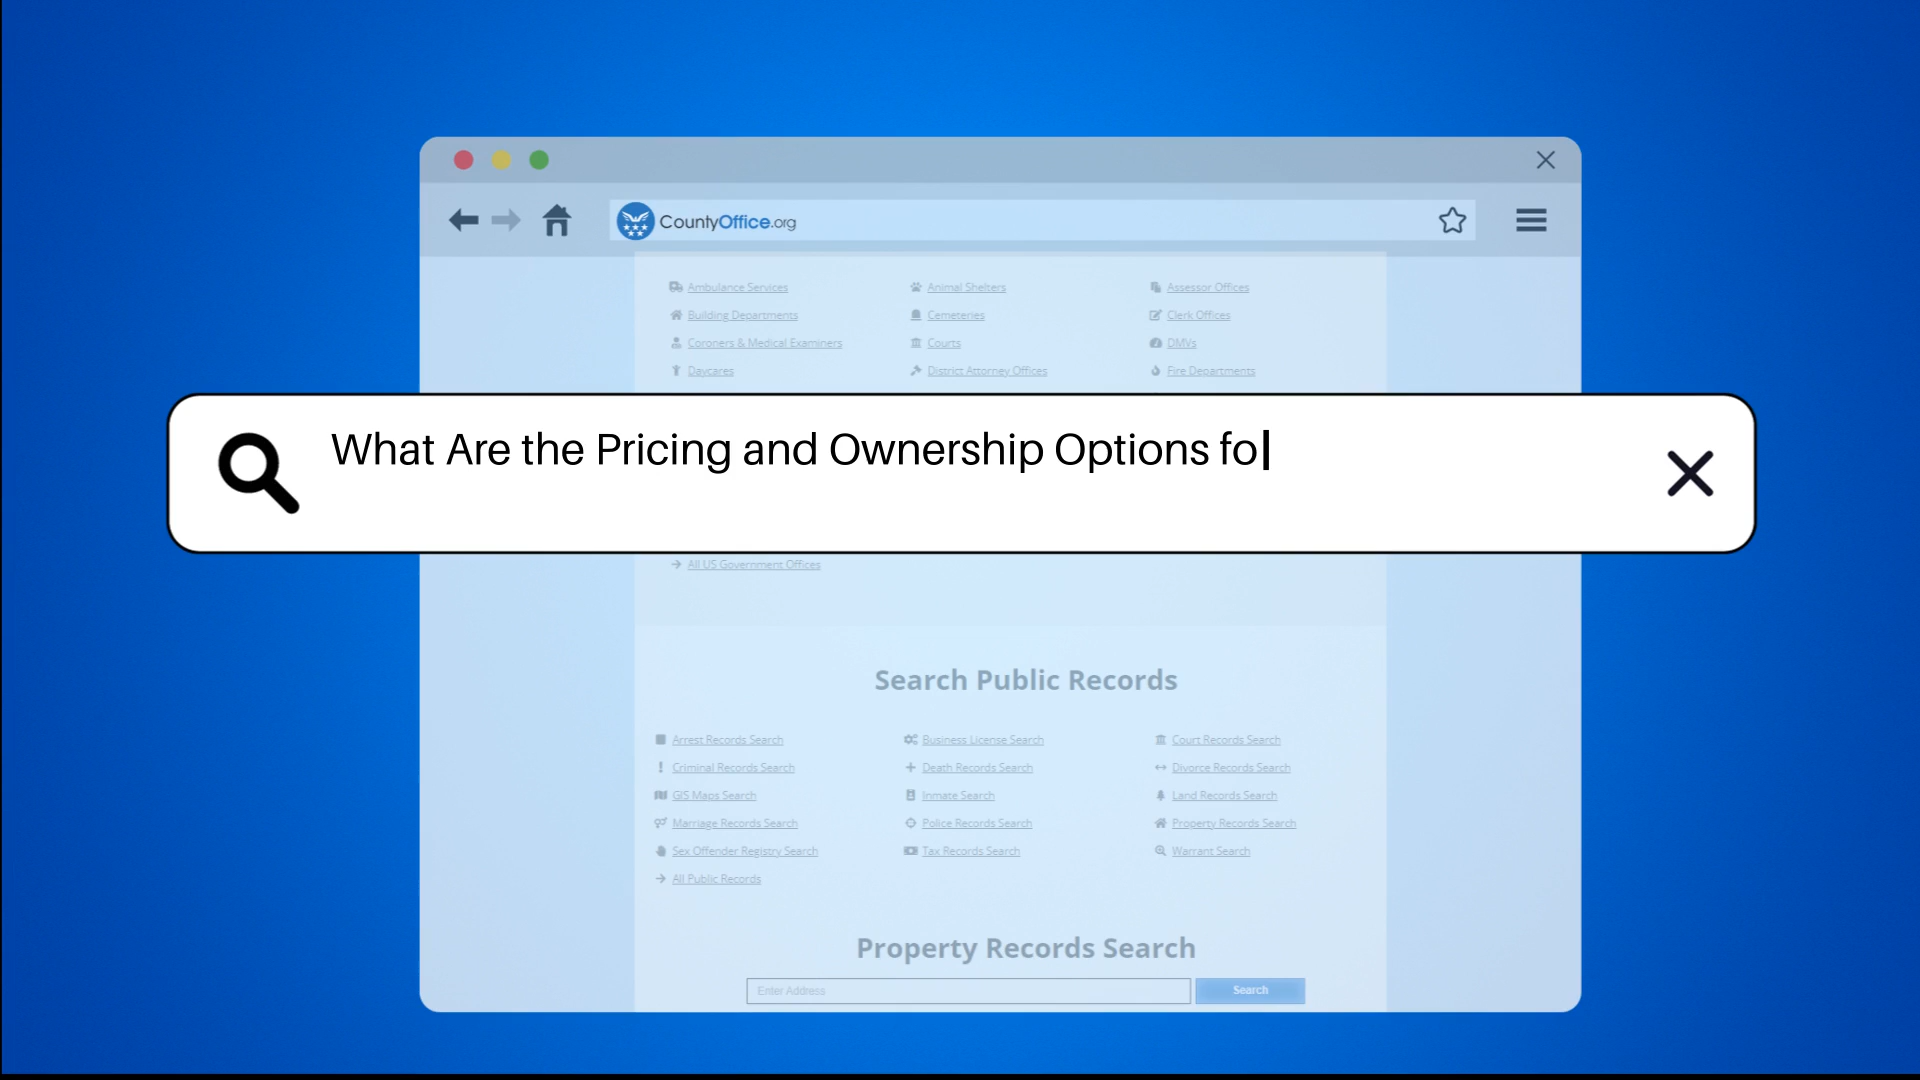 CountyOffice.org
Ambulance Services Animal Shelters Assessor Offices
Building Departments Cemeteries Clerk Offices
Coroners & Medical Examiners Courts DMVs
Daycares District Attorney Offices Fire Departments
What Are the Pricing and Ownership Options fo
All US Government Offices
Search Public Records
Arrest Records Search Business License Search Court Records Search
Criminal Records Search Death Records Search Divorce Records Search
GIS Maps Search Inmate Search Land Records Search
Marriage Records Search Police Records Search Property Records Search
Sex Offender Registry Search Tax Records Search Warrant Search
All Public Records
Property Records Search
Enter Address Search